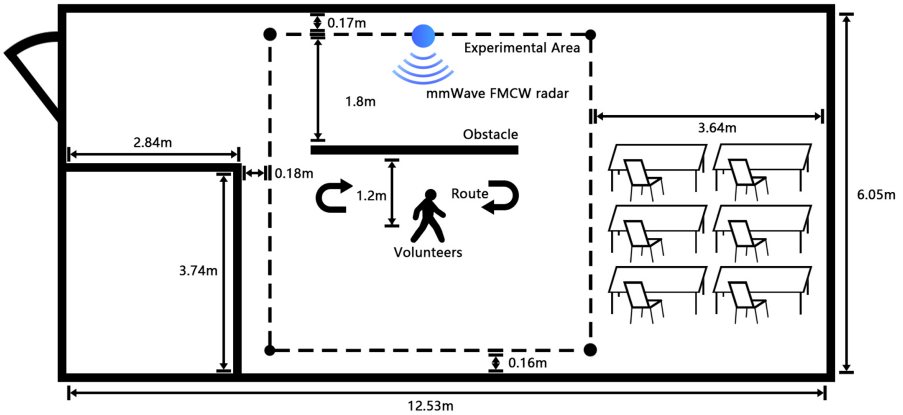 0.17m
Experimental Area
mmWave FMCW radar
1.8m
Obstacle
3.64m
2.84m
0.18m
1.2m
Route
6.05m
Volunteers
3.74m
0.16m
12.53m